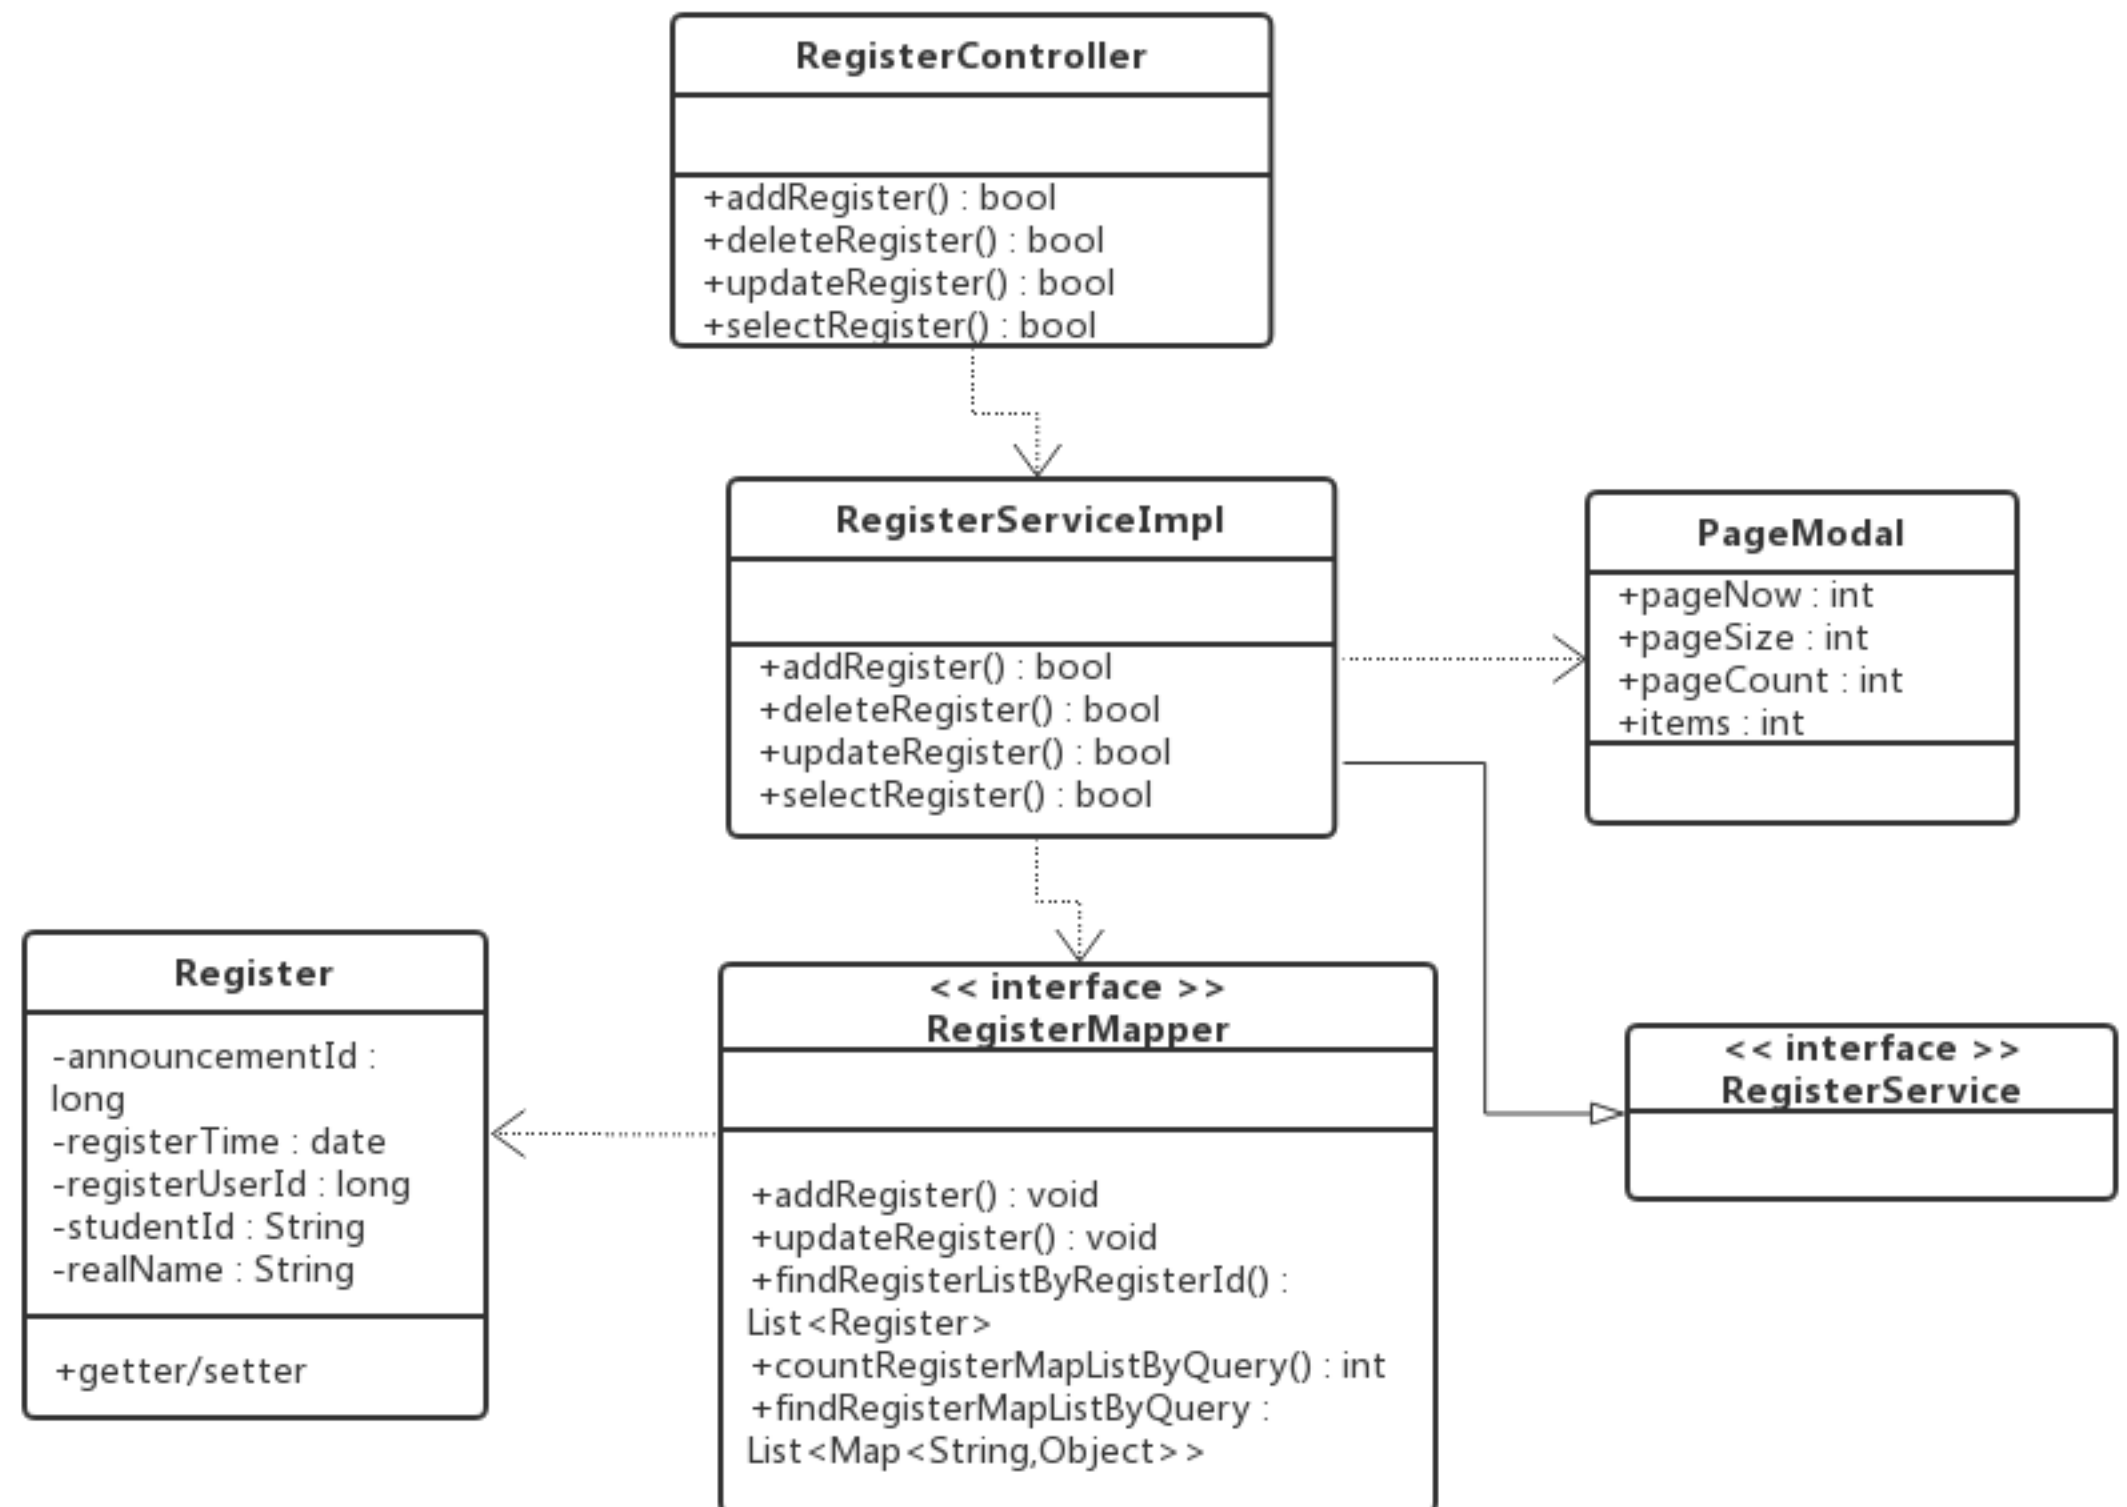 RegisterController
+addRegister() : bool
+deleteRegister() : bool
+updateRegister() : bool
+selectRegister() : bool
RegisterServiceImpl
+addRegister() : bool
+deleteRegister() : bool
+updateRegister() : bool
+selectRegister() : bool
PageModal
+pageNow : int
+pageSize : int
+pageCount : int
+items : int
Register
-announcementId :
long
-registerTime : date
-registerUserId : long
-studentId : String
-realName : String
+getter/setter
<< interface >>
RegisterMapper
+addRegister() : void
+updateRegister() : void
+findRegisterListByRegisterId() :
List<Register>
+countRegisterMapListByQuery() : int
+findRegisterMapListByQuery :
List<Map<String,Object>>
<< interface >>
RegisterService